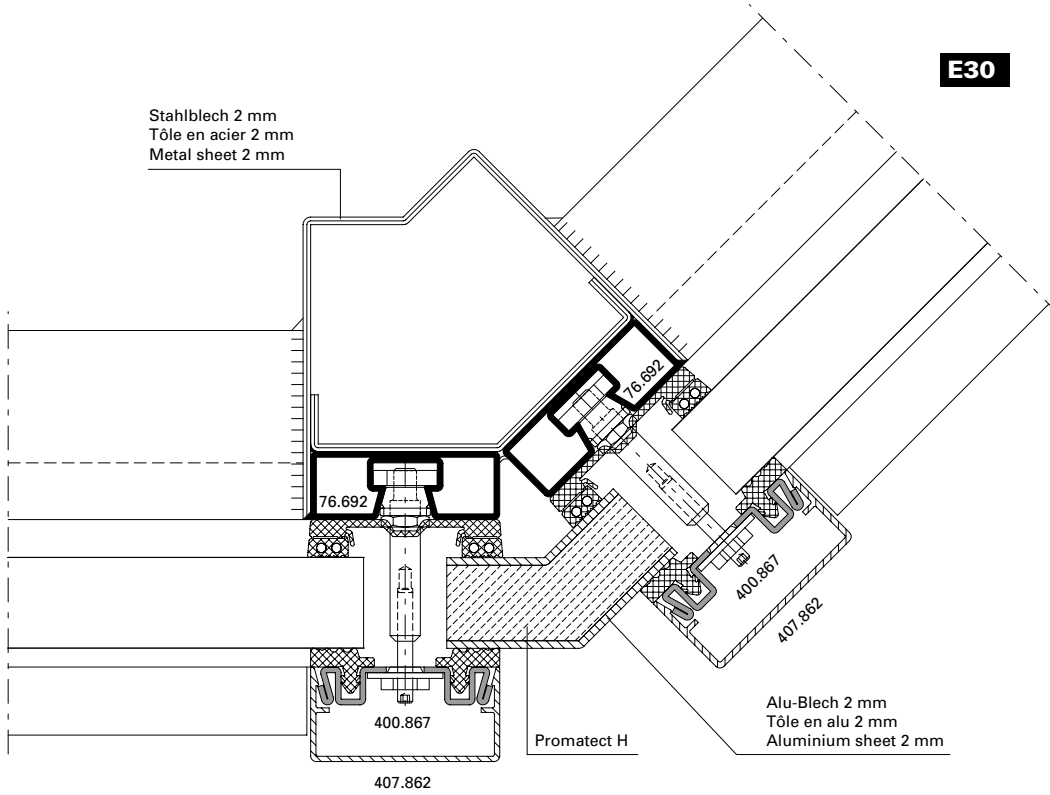 E30
Stahlblech 2 mm
Tôle en acier 2 mm
Metal sheet 2 mm
76.692
76.692
400.867
407.862
400.867
407.862
Promatect H
Alu-Blech 2 mm
Tôle en alu 2 mm
Aluminium sheet 2 mm